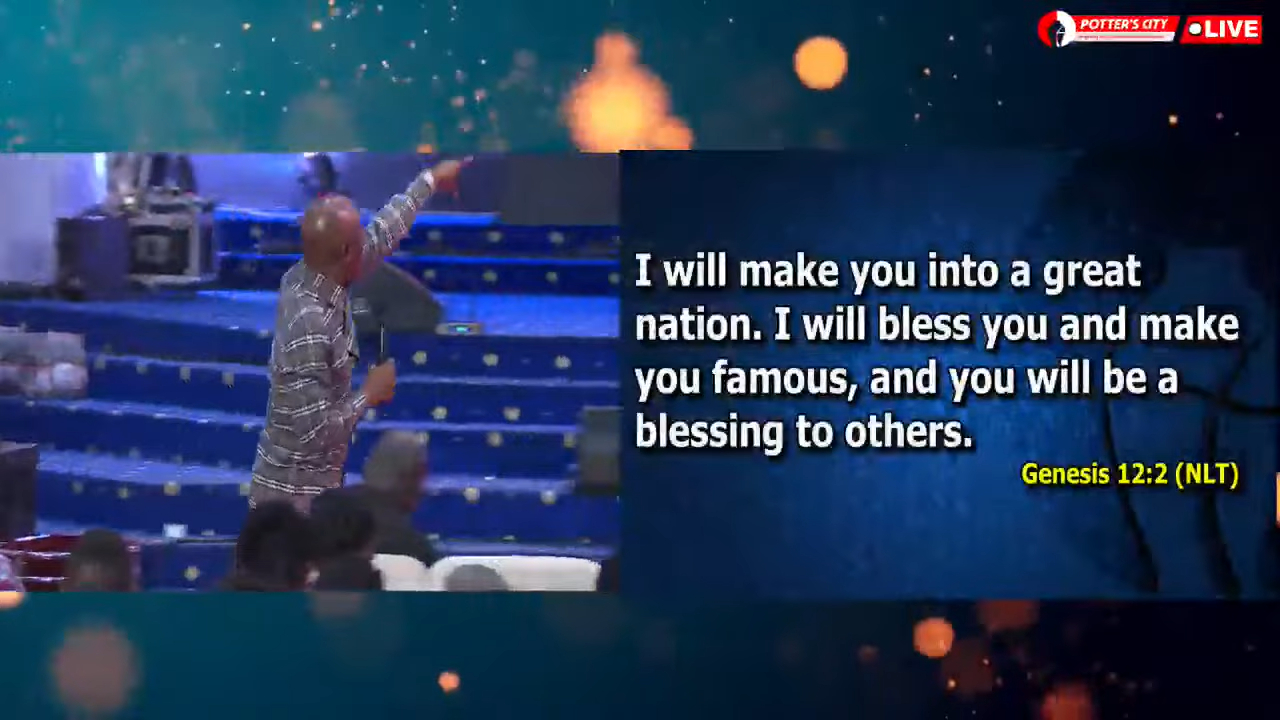 POTTER'S CITY
LIVE
I will make you into a great
nation. I will bless you and make
you famous, and you will be a
blessing to others.
Genesis 12:2 (NLT)